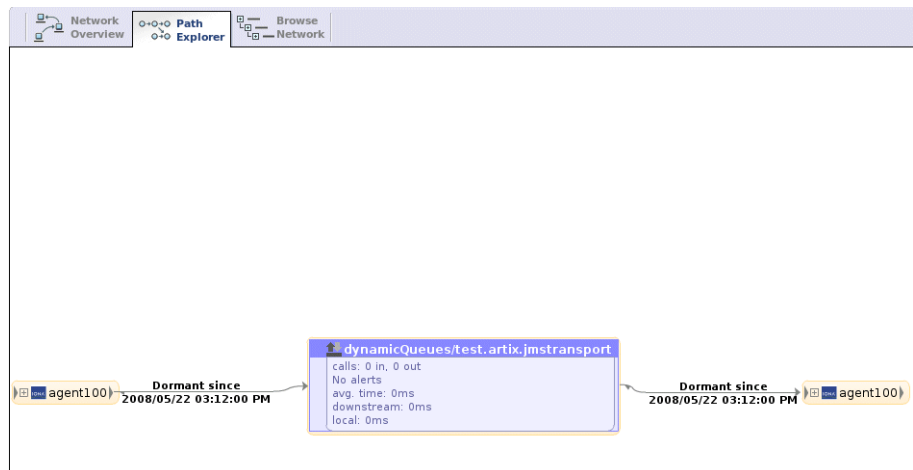 Network
Overview
Path
Explorer
Browse
Network
dynamicQueues/test.artix.jmstransport
calls: 0 in, 0 out
No alerts
avg. time: 0ms
downstream: 0ms
local: 0ms
agent100
Dormant since
2008/05/22 03:12:00 PM
Dormant since
2008/05/22 03:12:00 PM
agent100